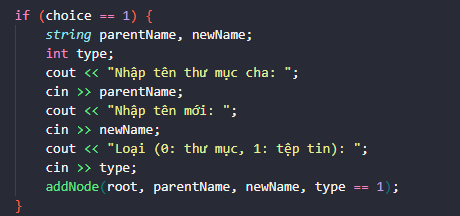 if (choice == 1) {
string parentName, newName;
int type;
cout << "Nhập tên thư mục cha: ";
cin >> parentName;
cout << "Nhập tên mới: ";
cin >> newName;
cout << "Loại (0: thư mục, 1: tệp tin): ";
cin >> type;
addNode(root, parentName, newName, type == 1);
}